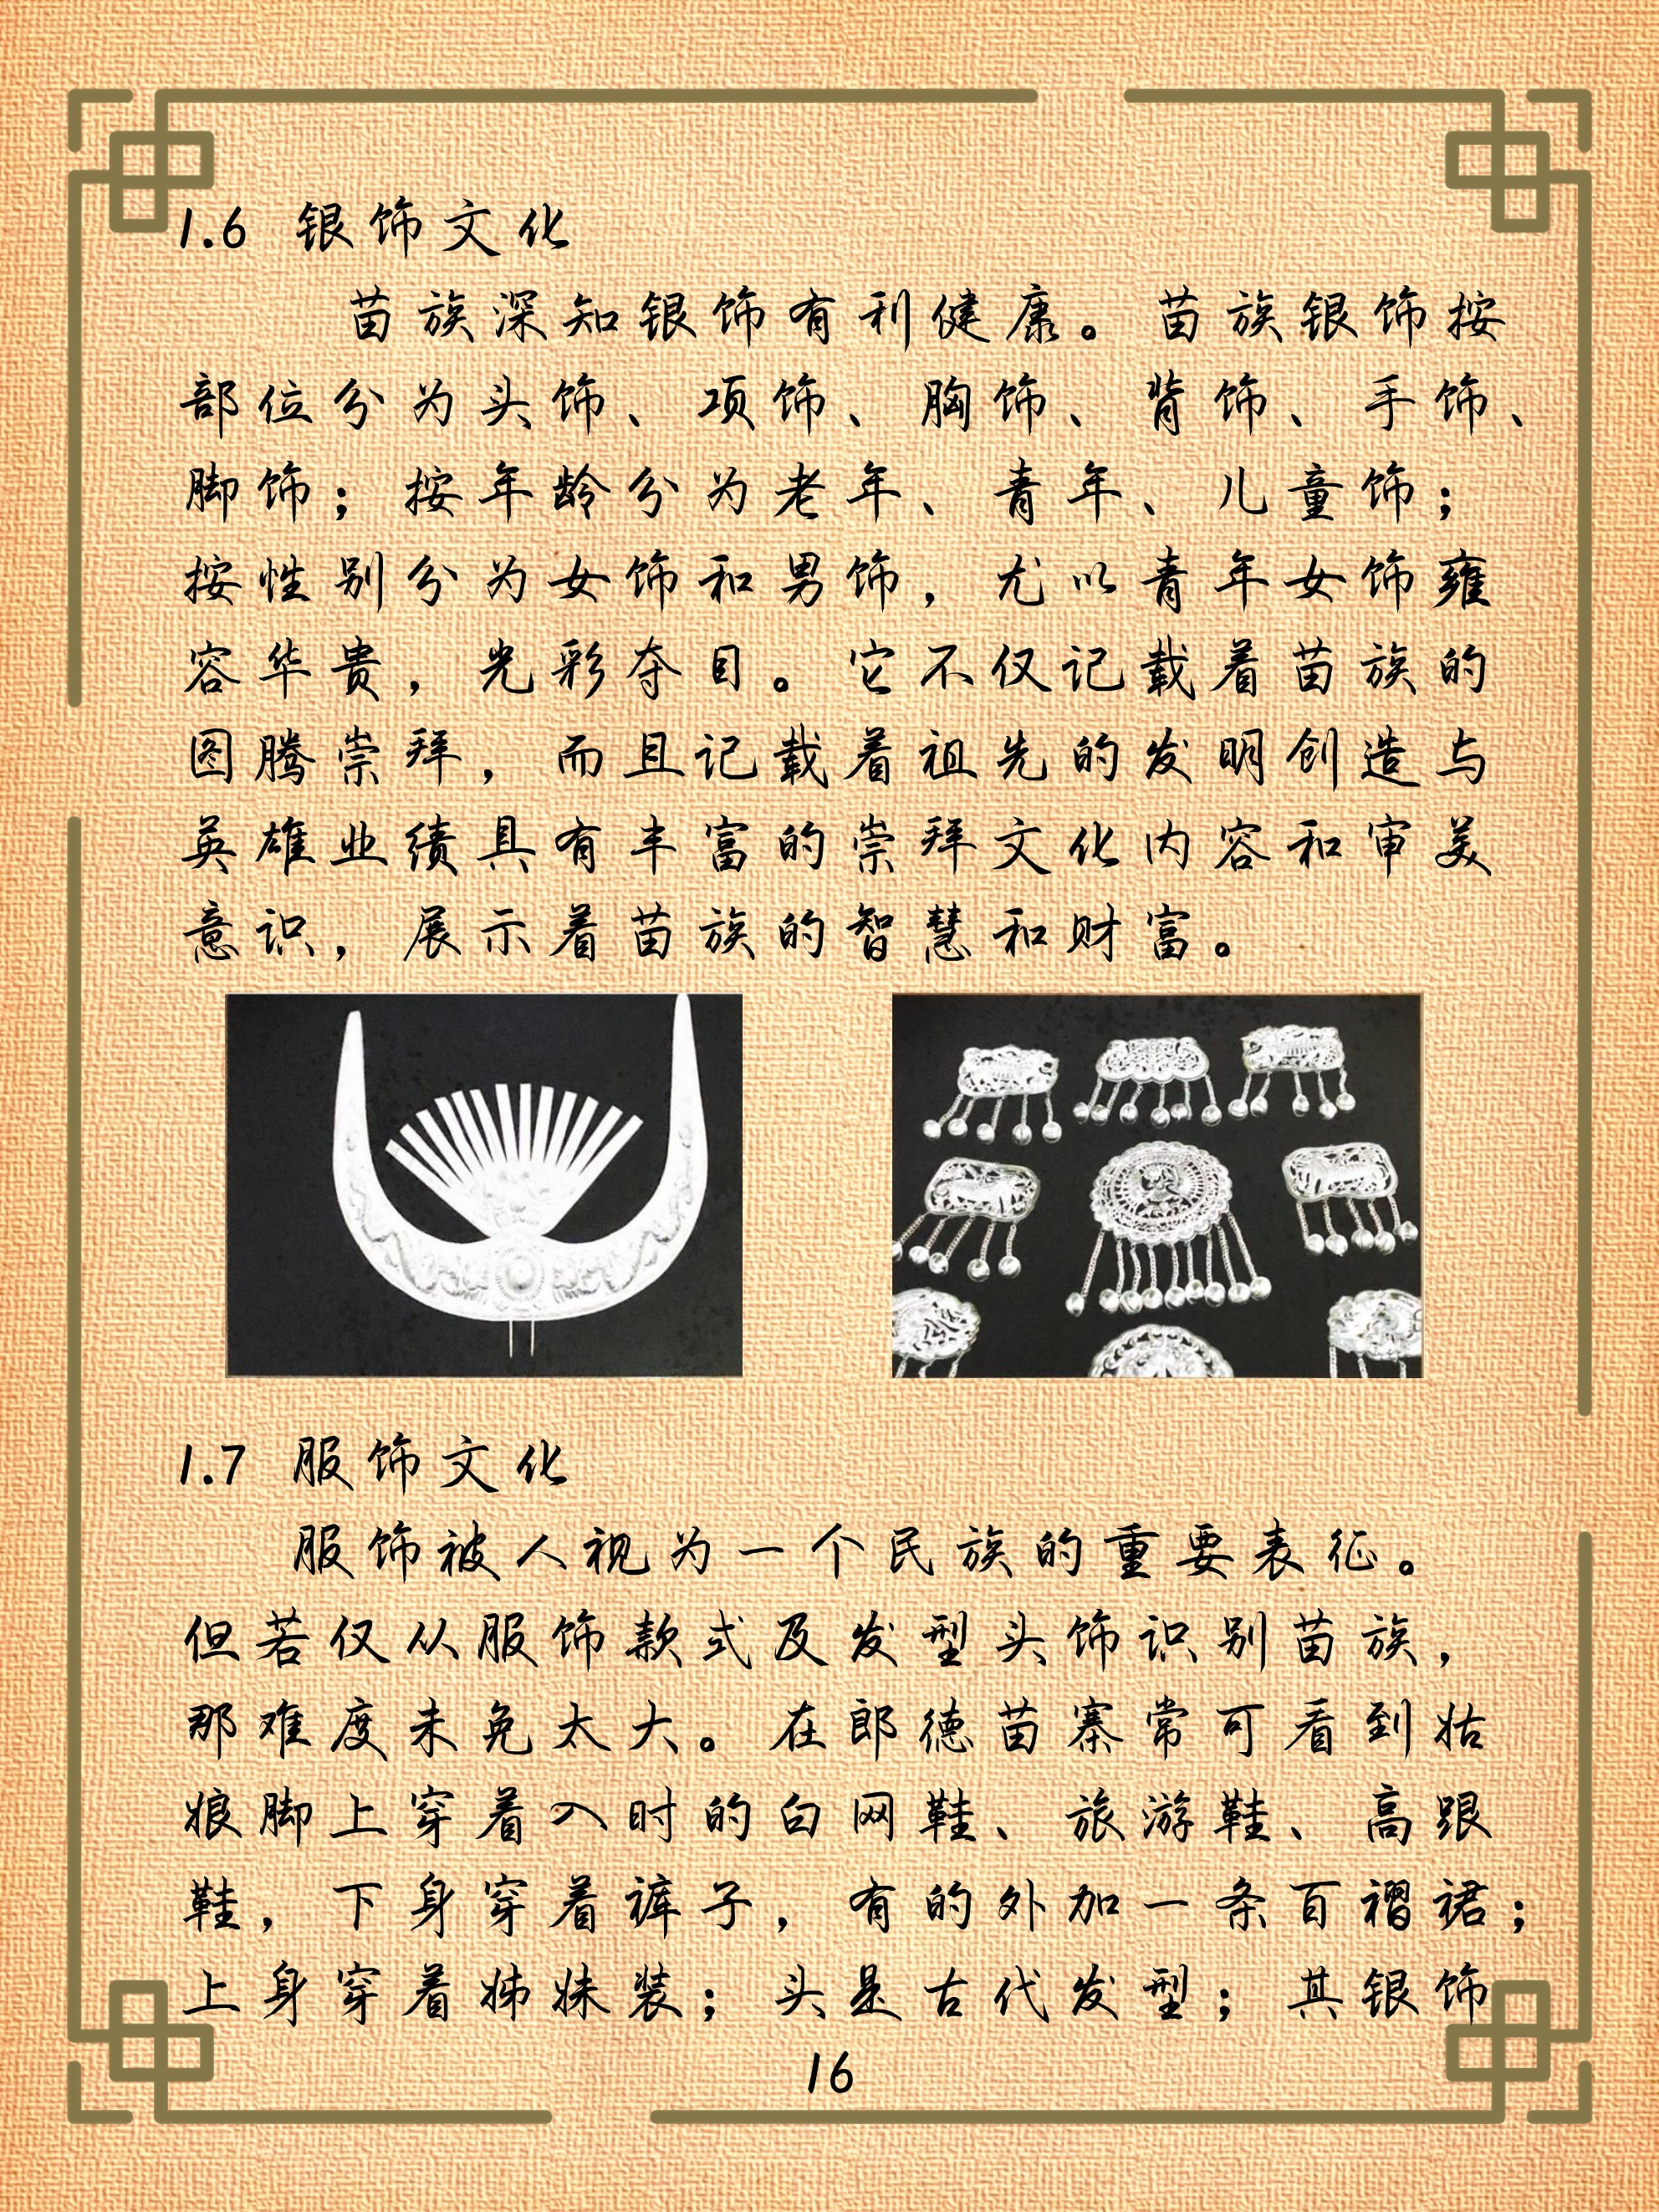 1.6 银饰文化
苗族深知银饰有利健康。苗族银饰按
部位分为头饰、项饰、胸饰、背饰、手饰、
脚饰；按年龄分为老年、青年、儿童饰；
按性别分为女饰和男饰，尤以青年女饰雍
容华贵，光彩夺目。它不仅记载着苗族的
图腾崇拜，而且记载着祖先的发明创造与
英雄业绩具有丰富的崇拜文化内容和审美
意识，展示着苗族的智慧和财富。
1.7 服饰文化
服饰被人视为一个民族的重要表征。
但若仅从服饰款式及发型头饰识别苗族，
那难度未免太大。在郎德苗寨常可看到姑
娘脚上穿着入时的白网鞋、旅游鞋、高跟
鞋，下身穿着裤子，有的外加一条百褶裙；
上身穿着姊妹装；头是古代发型；其银饰
16